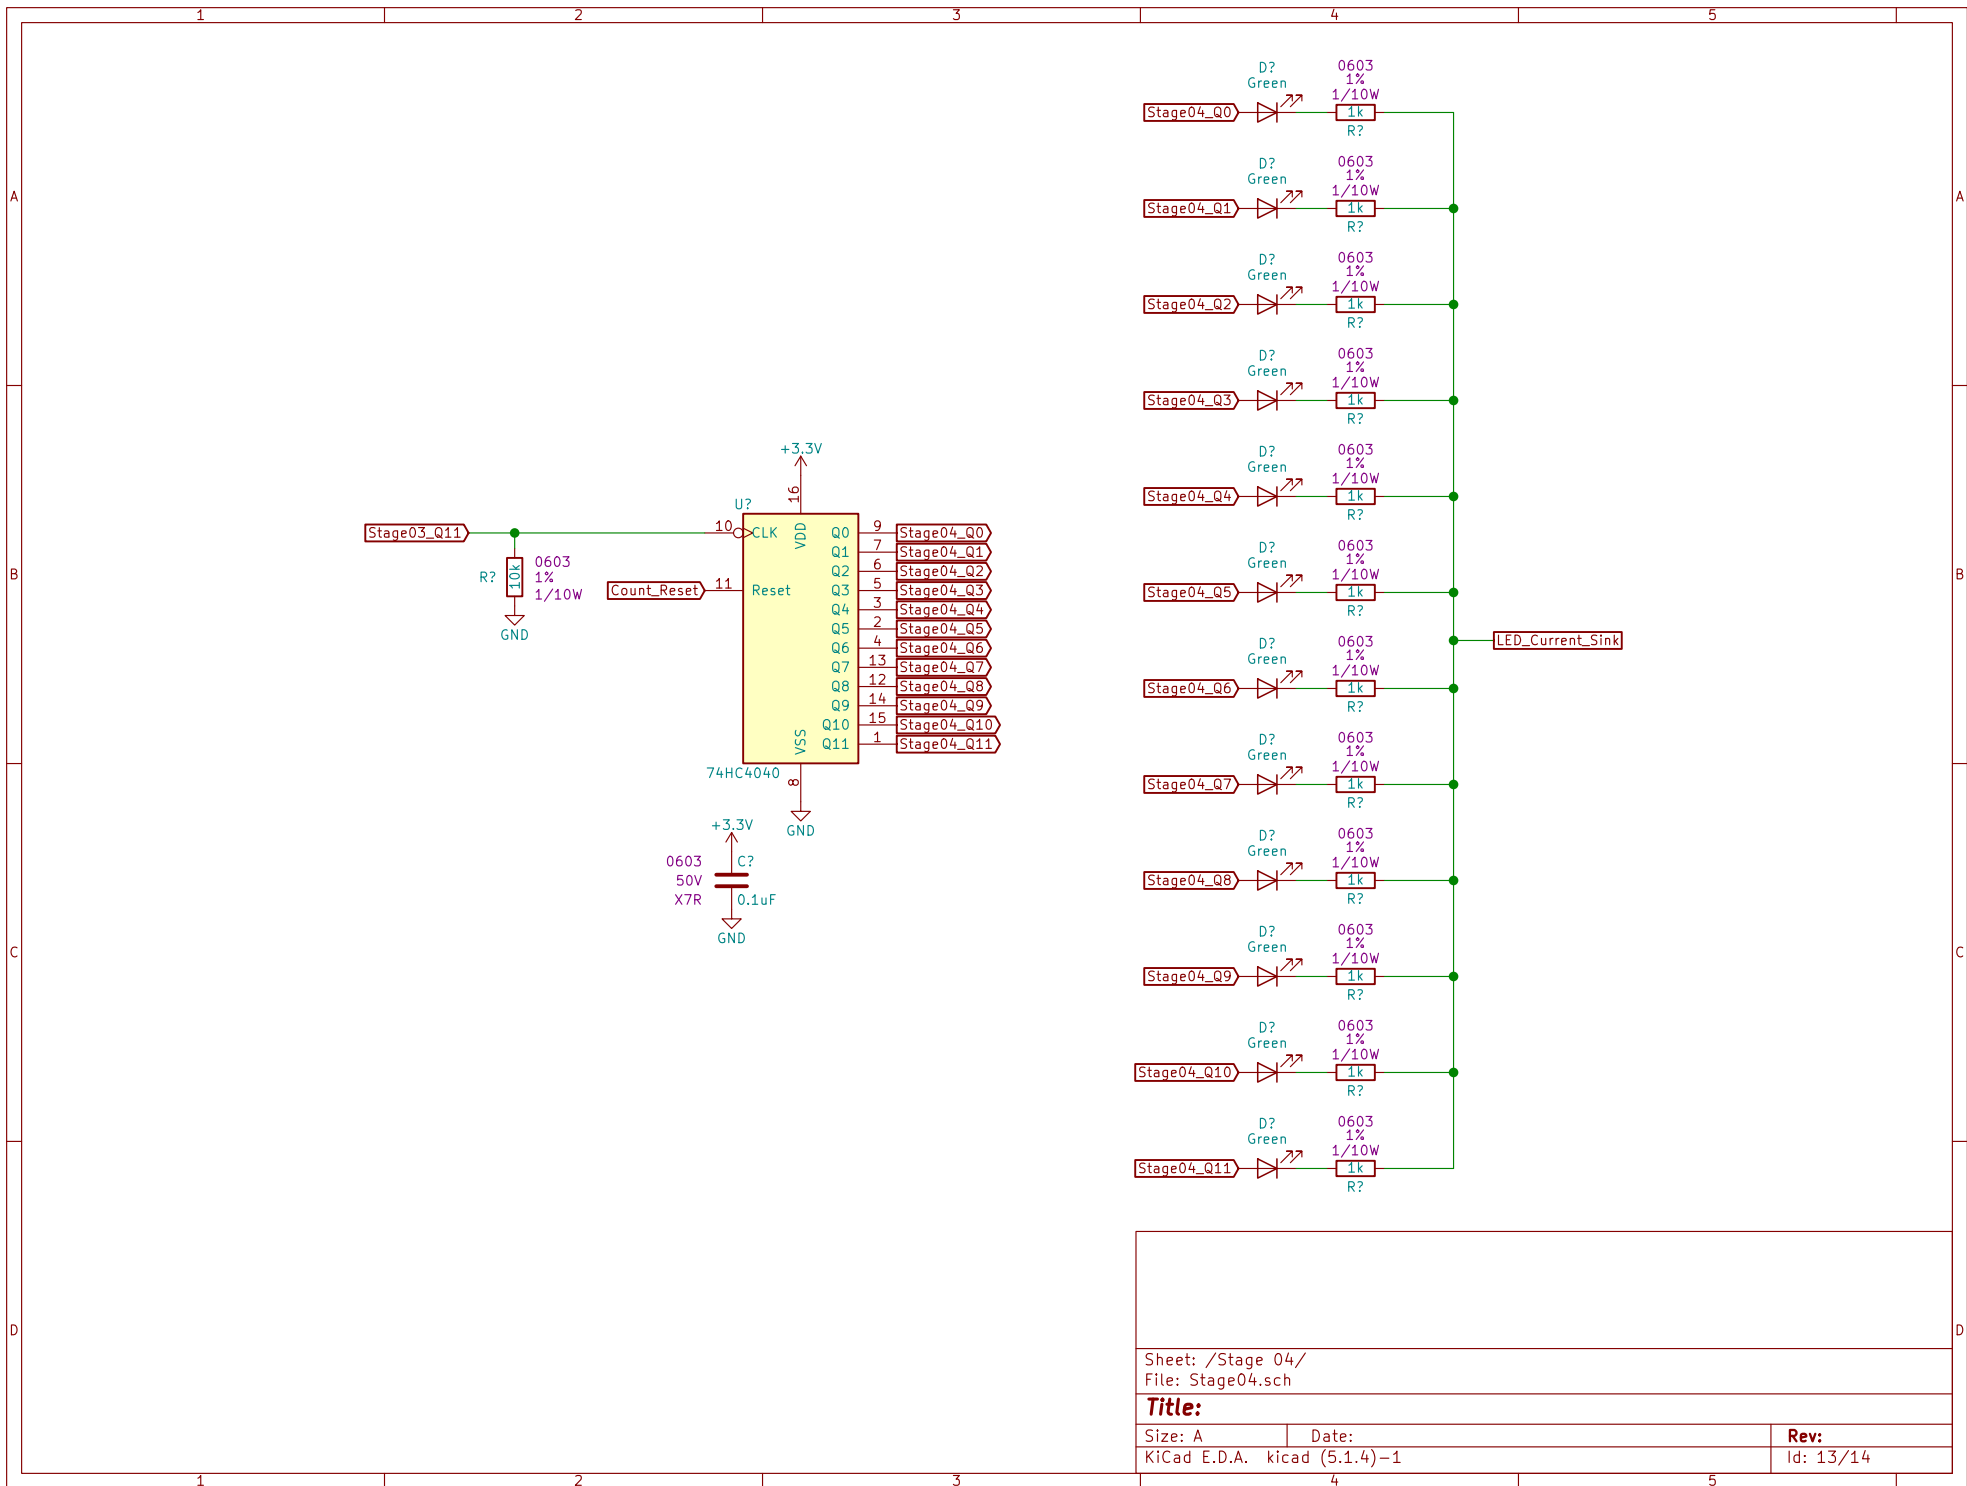 1 2 3 4 5
A
B
C
D
A
B
C
D
Stage03_Q11
R?
10k
0603
1%
1/10W
GND
Count_Reset
+3.3V
16
U?
10
CLK
VDD
11
Reset
VSS
74HC4040
8
GND
Q0 9 Stage04_Q0
Q1 7 Stage04_Q1
Q2 6 Stage04_Q2
Q3 5 Stage04_Q3
Q4 3 Stage04_Q4
Q5 2 Stage04_Q5
Q6 4 Stage04_Q6
Q7 13 Stage04_Q7
Q8 12 Stage04_Q8
Q9 14 Stage04_Q9
Q10 15 Stage04_Q10
Q11 1 Stage04_Q11
+3.3V
0603 C?
50V
X7R 0.1uF
GND
D? 0603
Green 1%
1/10W
Stage04_Q0 1k
R?
D? 0603
Green 1%
1/10W
Stage04_Q1 1k
R?
D? 0603
Green 1%
1/10W
Stage04_Q2 1k
R?
D? 0603
Green 1%
1/10W
Stage04_Q3 1k
R?
D? 0603
Green 1%
1/10W
Stage04_Q4 1k
R?
D? 0603
Green 1%
1/10W
Stage04_Q5 1k
R?
LED_Current_Sink
D? 0603
Green 1%
1/10W
Stage04_Q6 1k
R?
D? 0603
Green 1%
1/10W
Stage04_Q7 1k
R?
D? 0603
Green 1%
1/10W
Stage04_Q8 1k
R?
D? 0603
Green 1%
1/10W
Stage04_Q9 1k
R?
D? 0603
Green 1%
1/10W
Stage04_Q10 1k
R?
D? 0603
Green 1%
1/10W
Stage04_Q11 1k
R?
Sheet: /Stage 04/
File: Stage04.sch
Title:
Size: A Date: Rev:
KiCad E.D.A. kicad (5.1.4)-1 Id: 13/14
1 2 3 4 5